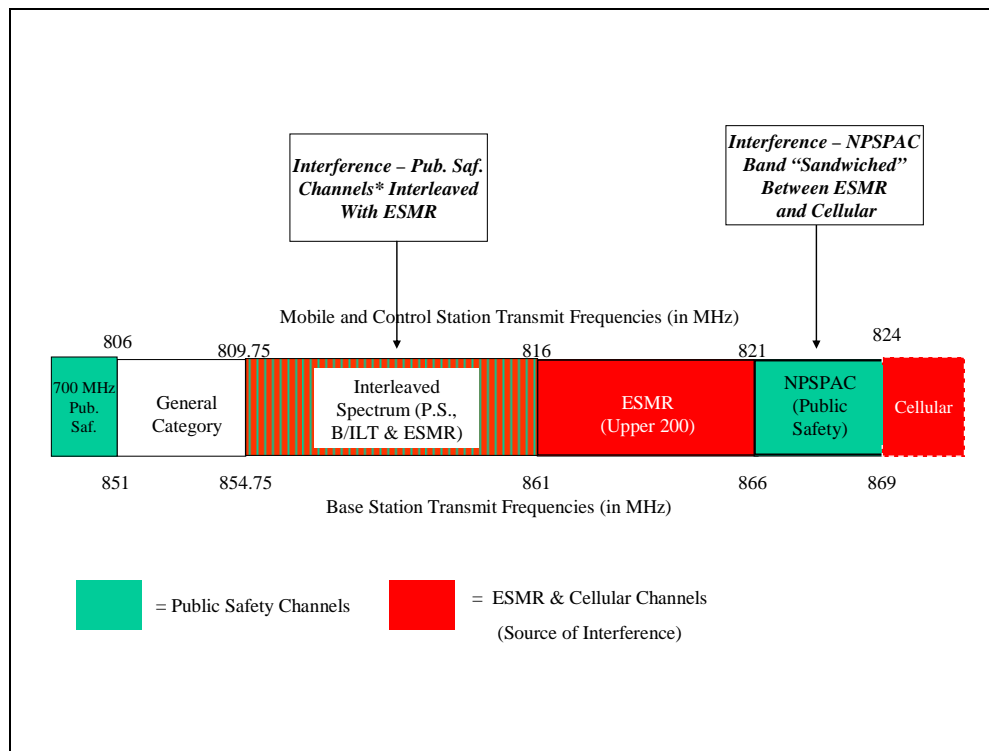 Interference – Pub. Saf.
Channels* Interleaved
With ESMR
Interference – NPSPAC
Band “Sandwiched”
Between ESMR
and Cellular
Mobile and Control Station Transmit Frequencies (in MHz)
806
809.75
816
821
824
700 MHz
Pub.
Saf.
General
Category
Interleaved
Spectrum (P.S.,
B/ILT & ESMR)
ESMR
(Upper 200)
NPSPAC
(Public
Safety)
Cellular
851
854.75
861
866
869
Base Station Transmit Frequencies (in MHz)
= Public Safety Channels
= ESMR & Cellular Channels
(Source of Interference)